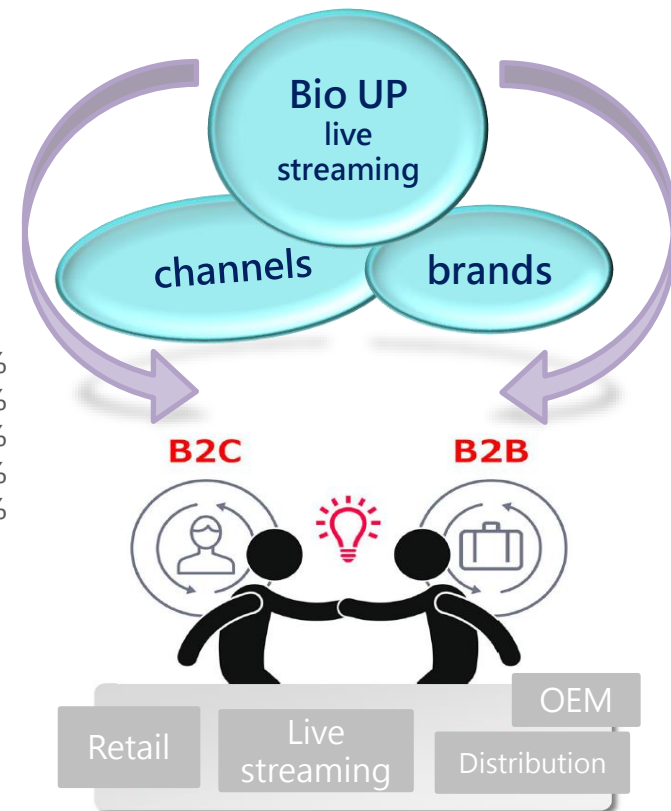 Bio UP
live
streaming
channels
brands
%
%
%
%
%
B2C
B2B
OEM
Retail
Live
streaming
Distribution